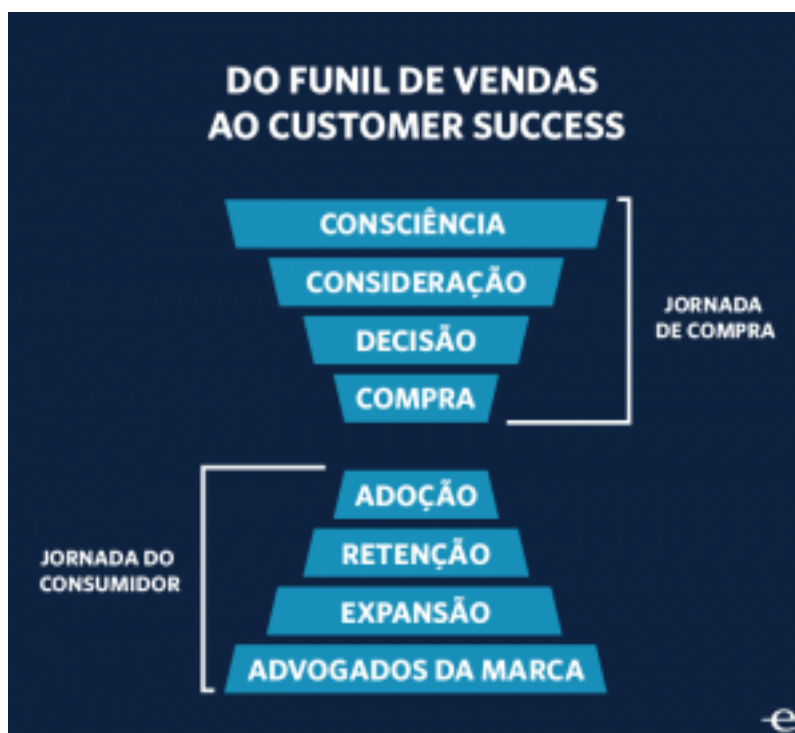 DO FUNIL DE VENDAS
AO CUSTOMER SUCCESS
CONSCIÊNCIA
CONSIDERAÇÃO
DECISÃO
COMPRA
JORNADA
DE COMPRA
ADOÇÃO
RETENÇÃO
EXPANSÃO
ADVOGADOS DA MARCA
JORNADA DO
CONSUMIDOR
e